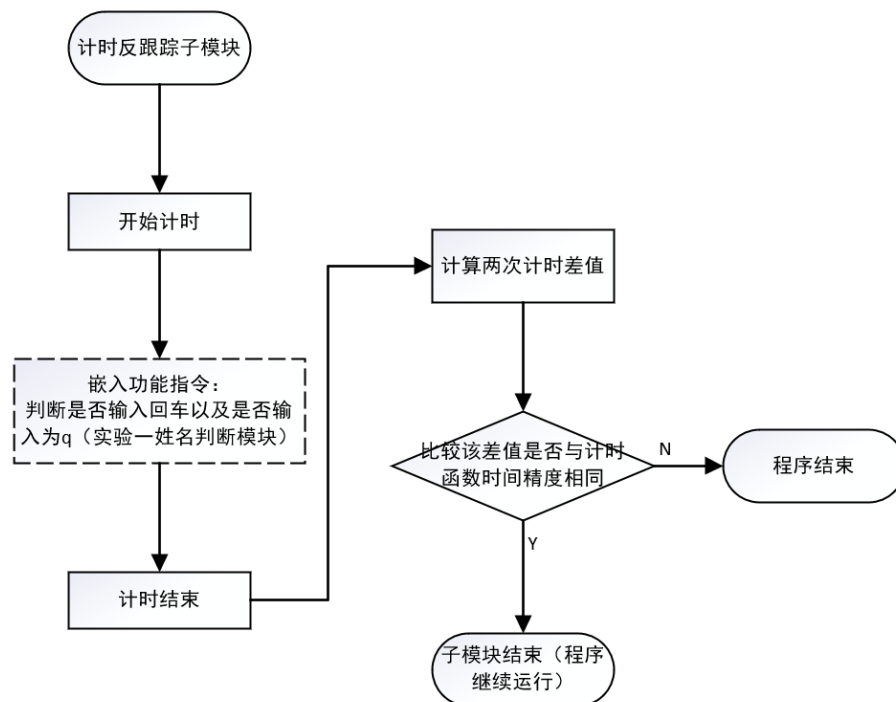 计时反跟踪子模块
开始计时
嵌入功能指令：
判断是否输入回车以及是否输
入为q（实验一姓名判断模块）
计时结束
计算两次计时差值
比较该差值是否与计时
函数时间精度相同
N
程序结束
Y
子模块结束（程序
继续运行）